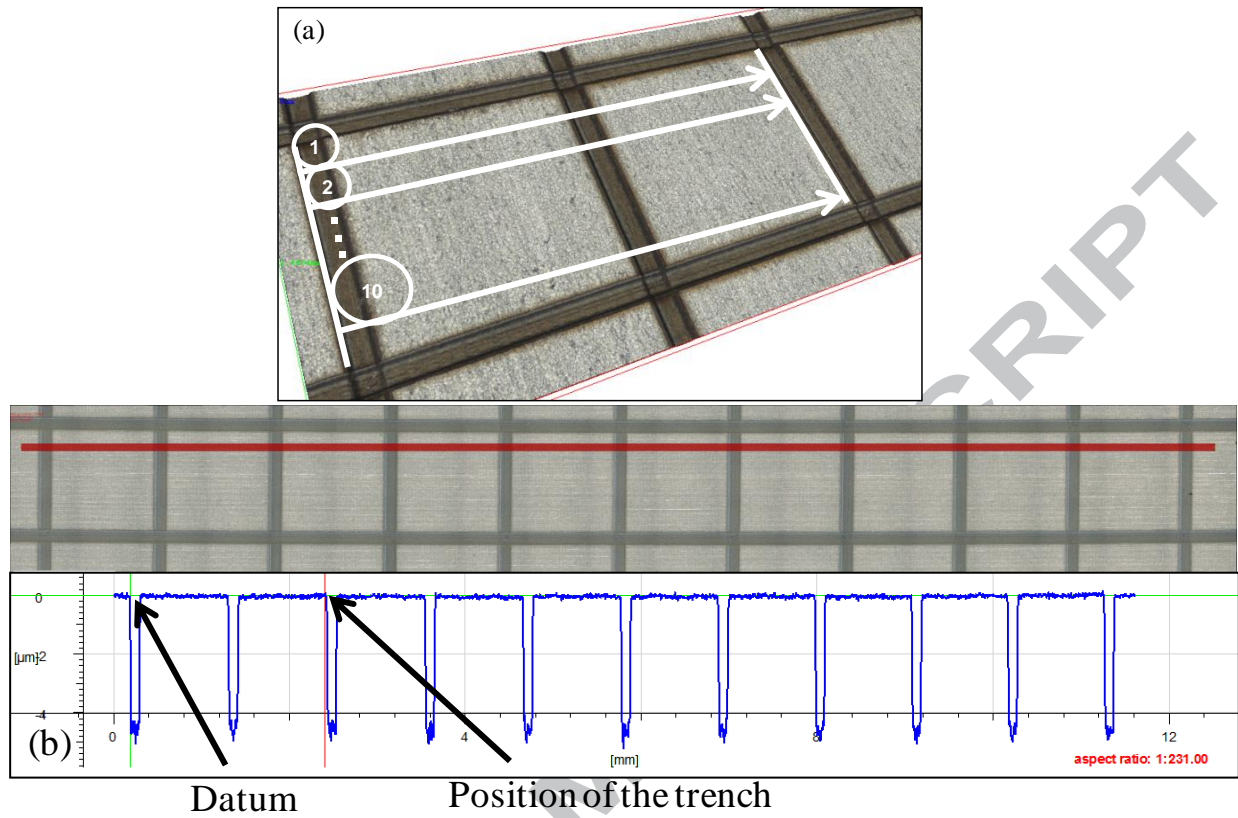 (a)
1
2
10
CRIPT
0
[µm]
-2
-4
(b)
0
4
8
12
[mm]
aspect ratio: 1:231.00
Datum
Position of the trench
M